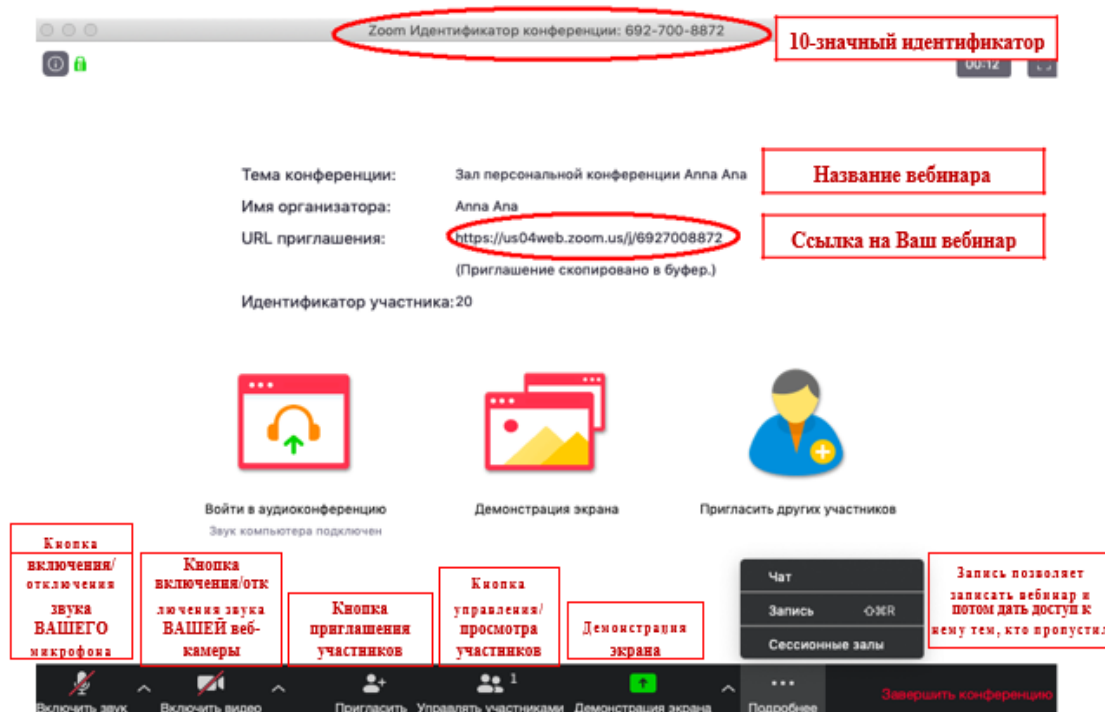 Zoom Идентификатор конференции: 692-700-8872
10-значный идентификатор
00:12
Тема конференции:
Зал персональной конференции Anna Ana
Название вебинара
Имя организатора:
Anna Ana
URL приглашения:
https://us04web.zoom.us/j/6927008872
Ссылка на Ваш вебинар
(Приглашение скопировано в буфер.)
Идентификатор участника:
20
Войти в аудиоконференцию
Звук компьютера подключен
Демонстрация экрана
Пригласить других участников
Кнопка
включения/
отключения
звука
ВАШЕГО
микрофона
Кнопка
включения/отк
лючения звука
ВАШЕЙ веб-
камеры
Кнопка
приглашения
участников
Кнопка
управления/
просмотра
участников
Демонстрация
экрана
Чат
Запись ⇧⌘R
Сессионные залы
Запись позволяет
записать вебинар и
потом дать доступ к
нему тем, кто пропустил
Включить звук
Включить видео
Пригласить
1
Управлять участниками
Демонстрация экрана
Подробнее
Завершить конференцию